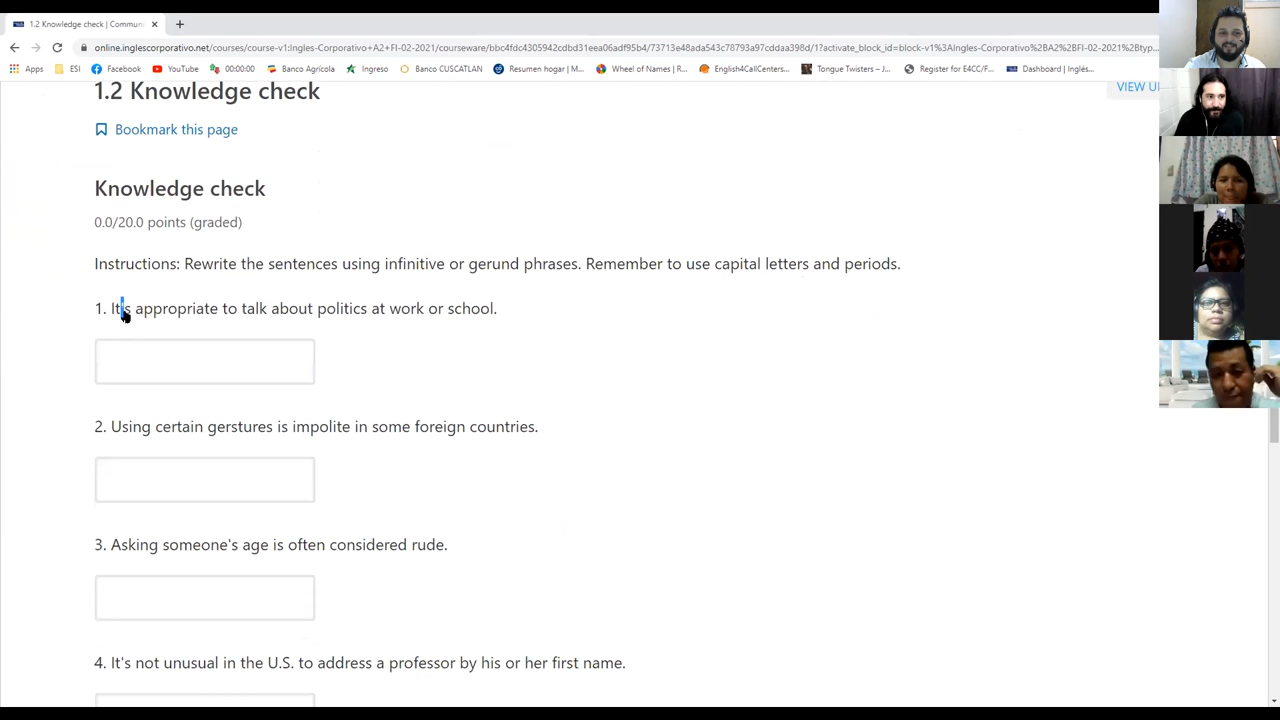 1.2 Knowledge check | Commun
online.inglescorporativo.net/courses/course-v1:Ingles-Corporativo+A2+FI-02-2021/courseware/bbc4fdc4305942cdbd31eea06adf95b4/73713e48ada543c7b593a97cddaa398d/1?activate_block_id=block-v1%3AIngles-Corporativo%2BA2%2BFI-02-2021%2Btyp...
Apps ESI Facebook YouTube 00:00:00 Banco Agrícola Ingreso Banco CUSCATLAN Resumen hogar | M... Wheel of Names | R... English4CallCenters... Tongue Twisters – J... Register for E4CC/F... Dashboard | Inglés...
1.2 Knowledge check
VIEW U
Bookmark this page
Knowledge check
0.0/20.0 points (graded)
Instructions: Rewrite the sentences using infinitive or gerund phrases. Remember to use capital letters and periods.
1. It's appropriate to talk about politics at work or school.
2. Using certain gerstures is impolite in some foreign countries.
3. Asking someone's age is often considered rude.
4. It's not unusual in the U.S. to address a professor by his or her first name.